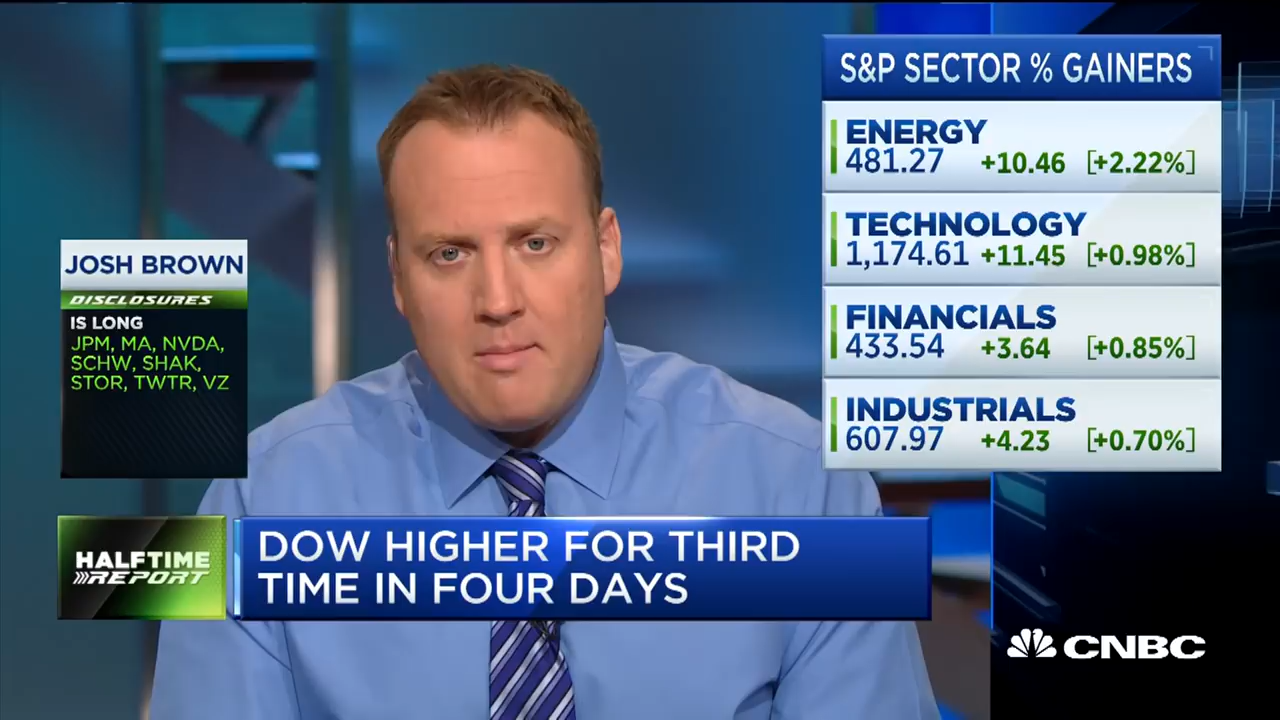 JOSH BROWN
DISCLOSURES
IS LONG
JPM, MA, NVDA,
SCHW, SHAK,
STOR, TWTR, VZ
S&P SECTOR % GAINERS
ENERGY
481.27 +10.46 [+2.22%]
TECHNOLOGY
1,174.61 +11.45 [+0.98%]
FINANCIALS
433.54 +3.64 [+0.85%]
INDUSTRIALS
607.97 +4.23 [+0.70%]
HALFTIME
REPORT
DOW HIGHER FOR THIRD
TIME IN FOUR DAYS
CNBC